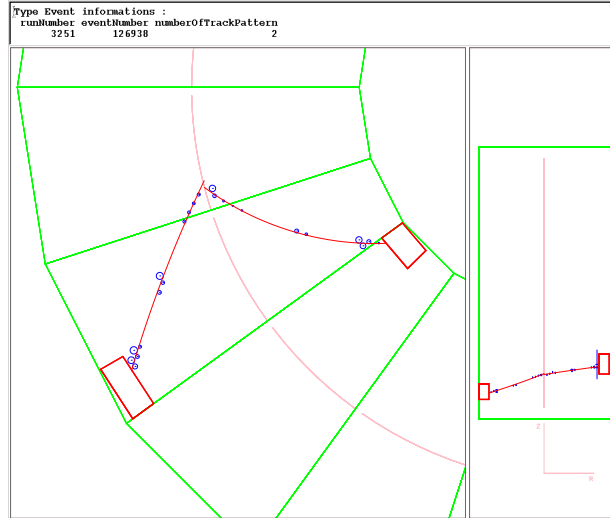 Type Event informations :
runNumber eventNumber numberOfTrackPattern
3251 126938 2
Z
R